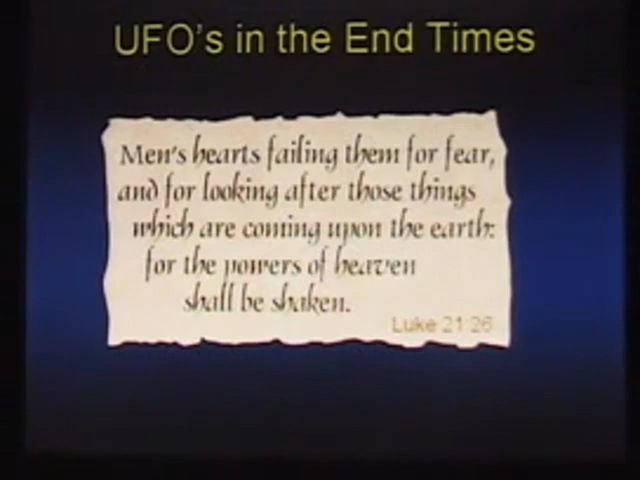 UFO's in the End Times
Men's hearts failing them for fear,
and for looking after those things
which are coming upon the earth:
for the powers of heaven
shall be shaken.
Luke 21:26